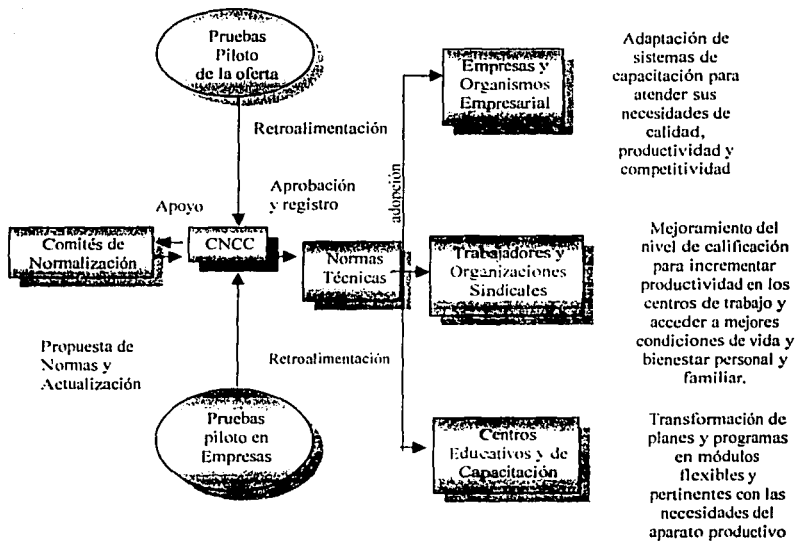 Pruebas
Piloto
de la oferta
Retroalimentación
Aprobación
y registro
Apoyo
Comités de
Normalización
CNCC
Normas
Técnicas
adopción
Propuesta de
Normas y
Actualización
Retroalimentación
Pruebas
piloto en
Empresas
Empresas y
Organismos
Empresarial
Adaptación de
sistemas de
capacitación para
atender sus
necesidades de
calidad,
productividad y
competitividad
Trabajadores y
Organizaciones
Sindicales
Mejoramiento del
nivel de calificación
para incrementar
productividad en los
centros de trabajo y
acceder a mejores
condiciones de vida y
bienestar personal y
familiar.
Centros
Educativos y de
Capacitación
Transformación de
planes y programas
en módulos
flexibles y
pertinentes con las
necesidades del
aparato productivo